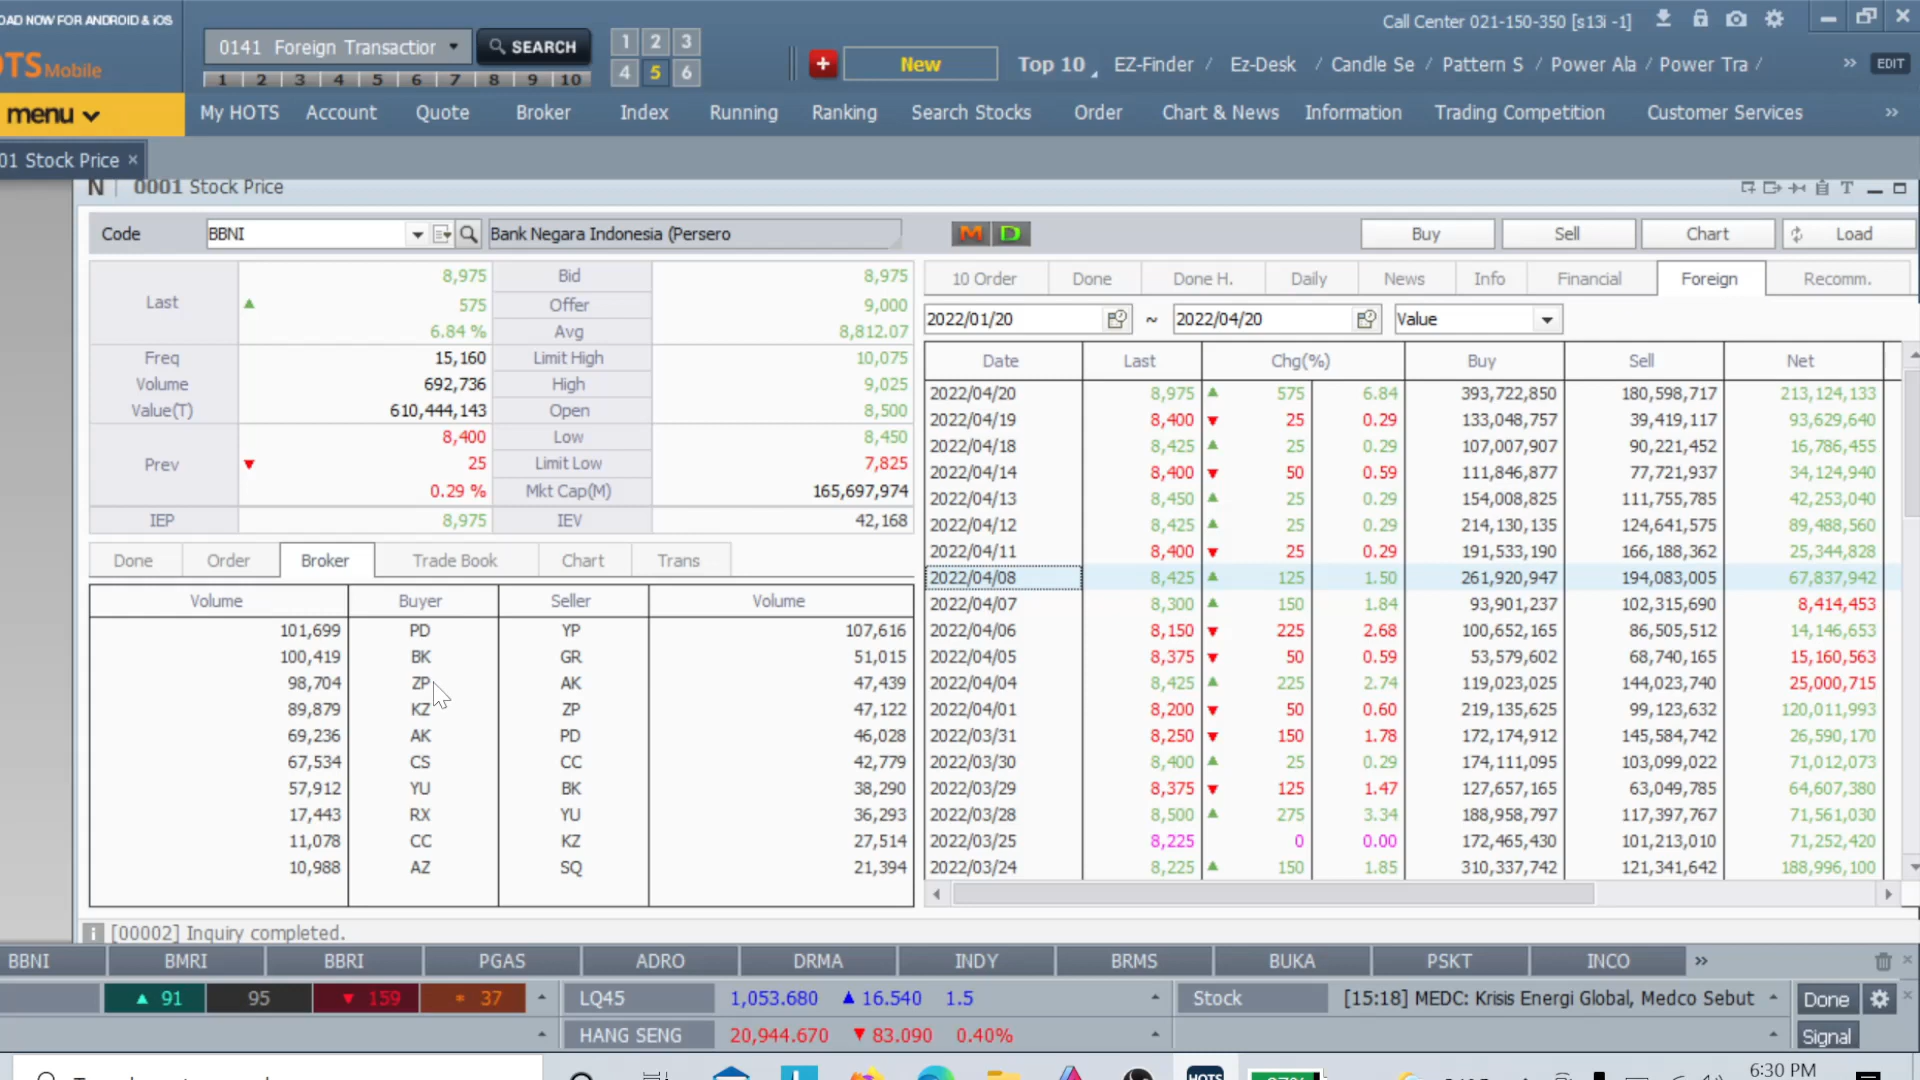 OAD NOW FOR ANDROID & iOS
OTS Mobile
0141 Foreign Transaction
SEARCH
1 2 3
4 5 6
1 2 3 4 5 6 7 8 9 10
New
Call Center 021-150-350 [s13i -1]
Top 10 EZ-Finder / Ez-Desk / Candle Se / Pattern S / Power Ala / Power Tra / » EDIT
menu
My HOTS Account Quote Broker Index Running Ranking Search Stocks Order Chart & News Information Trading Competition Customer Services »
01 Stock Price ×
N | 0001 Stock Price
T
Code BBNI Bank Negara Indonesia (Persero M D Buy Sell Chart Load
Last 8,975 Bid 8,975
575 Offer 9,000
6.84 % Avg 8,812.07
Freq 15,160 Limit High 10,075
Volume 692,736 High 9,025
Value(T) 610,444,143 Open 8,500
Prev 8,400 Low 8,450
25 Limit Low 7,825
0.29 % Mkt Cap(M) 165,697,974
IEP 8,975 IEV 42,168
Done Order Broker Trade Book Chart Trans
Volume Buyer Seller Volume
101,699 PD YP 107,616
100,419 BK GR 51,015
98,704 ZP AK 47,439
89,879 KZ ZP 47,122
69,236 AK PD 46,028
67,534 CS CC 42,779
57,912 YU BK 38,290
17,443 RX YU 36,293
11,078 CC KZ 27,514
10,988 AZ SQ 21,394
10 Order Done Done H. Daily News Info Financial Foreign Recomm.
2022/01/20 ~ 2022/04/20 Value
Date Last Chg(%) Buy Sell Net
2022/04/20 8,975 ▲ 575 6.84 393,722,850 180,598,717 213,124,133
2022/04/19 8,400 ▼ 25 0.29 133,048,757 39,419,117 93,629,640
2022/04/18 8,425 ▲ 25 0.29 107,007,907 90,221,452 16,786,455
2022/04/14 8,400 ▼ 50 0.59 111,846,877 77,721,937 34,124,940
2022/04/13 8,450 ▲ 25 0.29 154,008,825 111,755,785 42,253,040
2022/04/12 8,425 ▲ 25 0.29 214,130,135 124,641,575 89,488,560
2022/04/11 8,400 ▼ 25 0.29 191,533,190 166,188,362 25,344,828
2022/04/08 8,425 ▲ 125 1.50 261,920,947 194,083,005 67,837,942
2022/04/07 8,300 ▲ 150 1.84 93,901,237 102,315,690 8,414,453
2022/04/06 8,150 ▼ 225 2.68 100,652,165 86,505,512 14,146,653
2022/04/05 8,375 ▼ 50 0.59 53,579,602 68,740,165 15,160,563
2022/04/04 8,425 ▲ 225 2.74 119,023,025 144,023,740 25,000,715
2022/04/01 8,200 ▼ 50 0.60 219,135,625 99,123,632 120,011,993
2022/03/31 8,250 ▼ 150 1.78 172,174,912 145,584,742 26,590,170
2022/03/30 8,400 ▲ 25 0.29 174,111,095 103,099,022 71,012,073
2022/03/29 8,375 ▼ 125 1.47 127,657,165 63,049,785 64,607,380
2022/03/28 8,500 ▲ 275 3.34 188,958,797 117,397,767 71,561,030
2022/03/25 8,225 0 0.00 172,465,430 101,213,010 71,252,420
2022/03/24 8,225 ▲ 150 1.85 310,337,742 121,341,642 188,996,100
[00002] Inquiry completed.
BBNI BMRI BBRI PGAS ADRO DRMA INDY BRMS BUKA PSKT INCO »
▲ 91 95 ▼ 159 37 LQ45 1,053.680 ▲ 16.540 1.5 Stock [15:18] MEDC: Krisis Energi Global, Medco Sebut Done
HANG SENG 20,944.670 ▼ 83.090 0.40% Signal
HOTS 6:30 PM